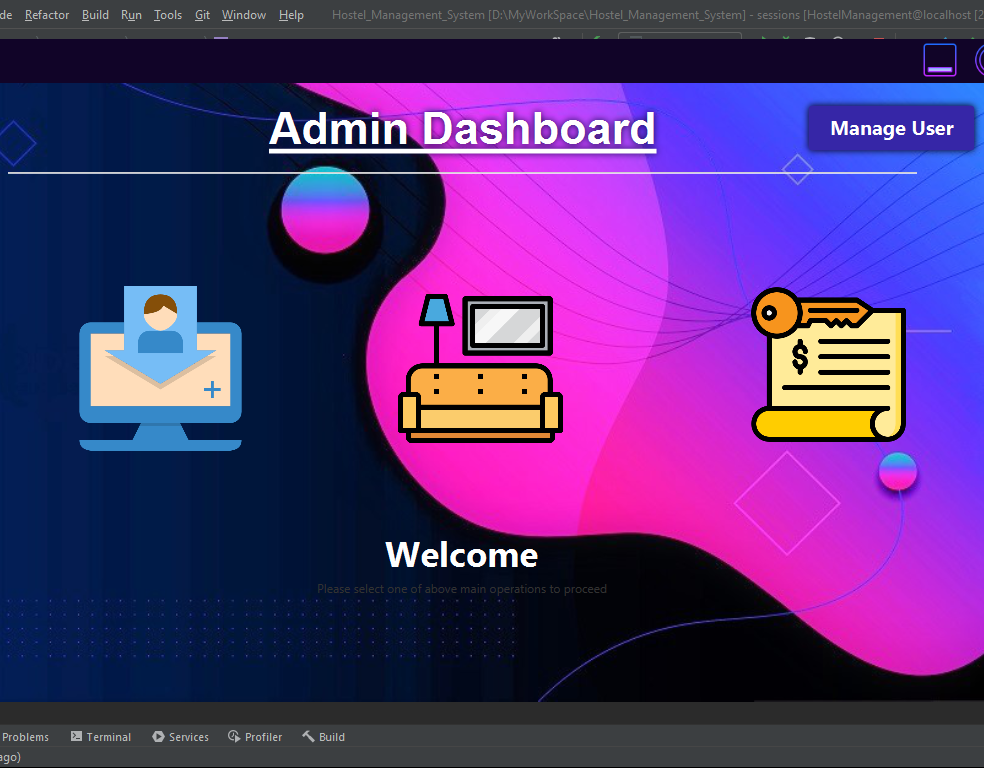 de Refactor Build Run Tools Git Window Help Hostel_Management_System [D:\MyWorkSpace\Hostel_Management_System] - sessions [HostelManagement@localhost [2
Admin Dashboard
Manage User
$
Welcome
Please select one of above main operations to proceed
Problems Terminal Services Profiler Build
ago)